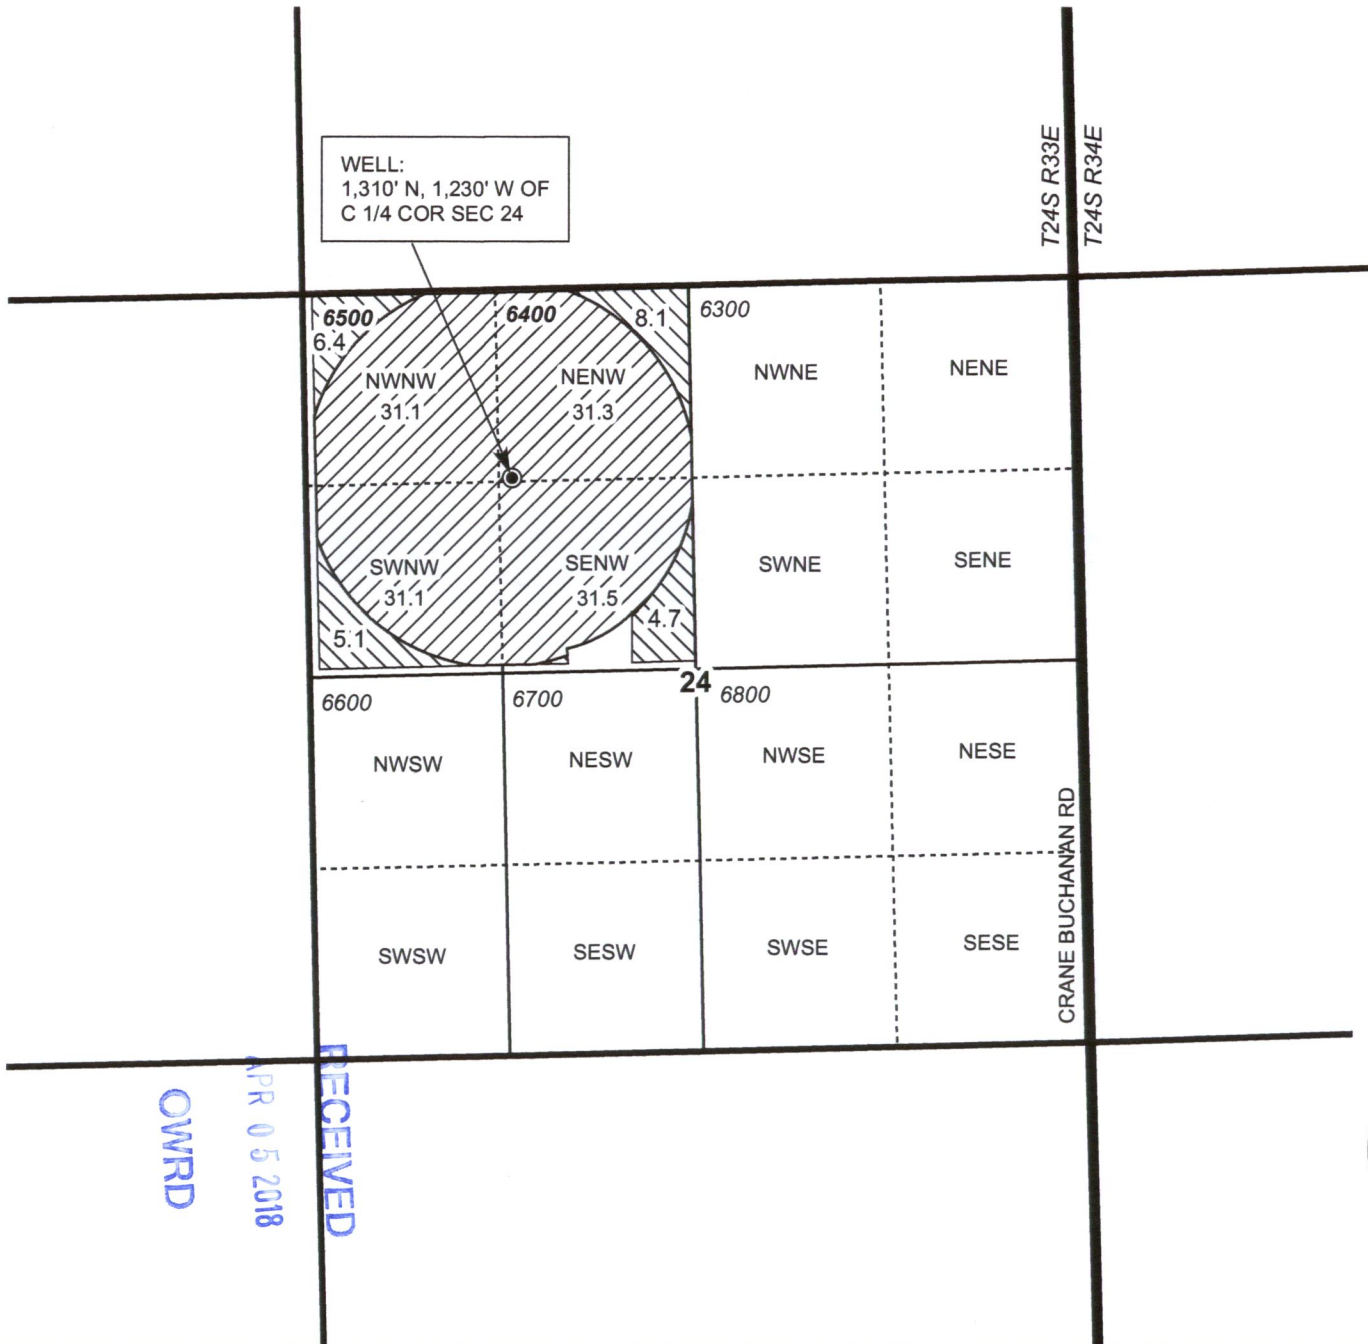 T24S R33E
T24S R34E
WELL:
1,310' N, 1,230' W OF
C 1/4 COR SEC 24
6500
6400
8.1
6300
6.4
NWNW
31.1
NENW
31.3
NWNE
NENE
SWNW
31.1
SENW
31.5
SWNE
SENE
5.1
4.7
24
6600
6700
6800
NWSW
NESW
NWSE
NESE
CRANE BUCHANAN RD
SWSW
SESW
SWSE
SESE
RECEIVED
APR 05 2018
OWRD